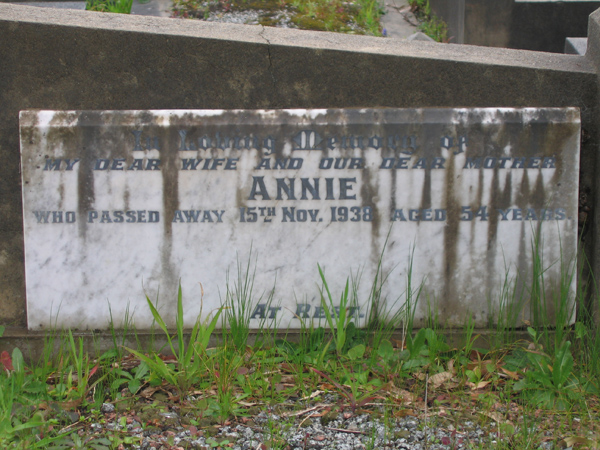 In Loving Memory of
MY DEAR WIFE AND OUR DEAR MOTHER
ANNIE
WHO PASSED AWAY 15TH NOV. 1938 AGED 54 YEARS
AT REST.